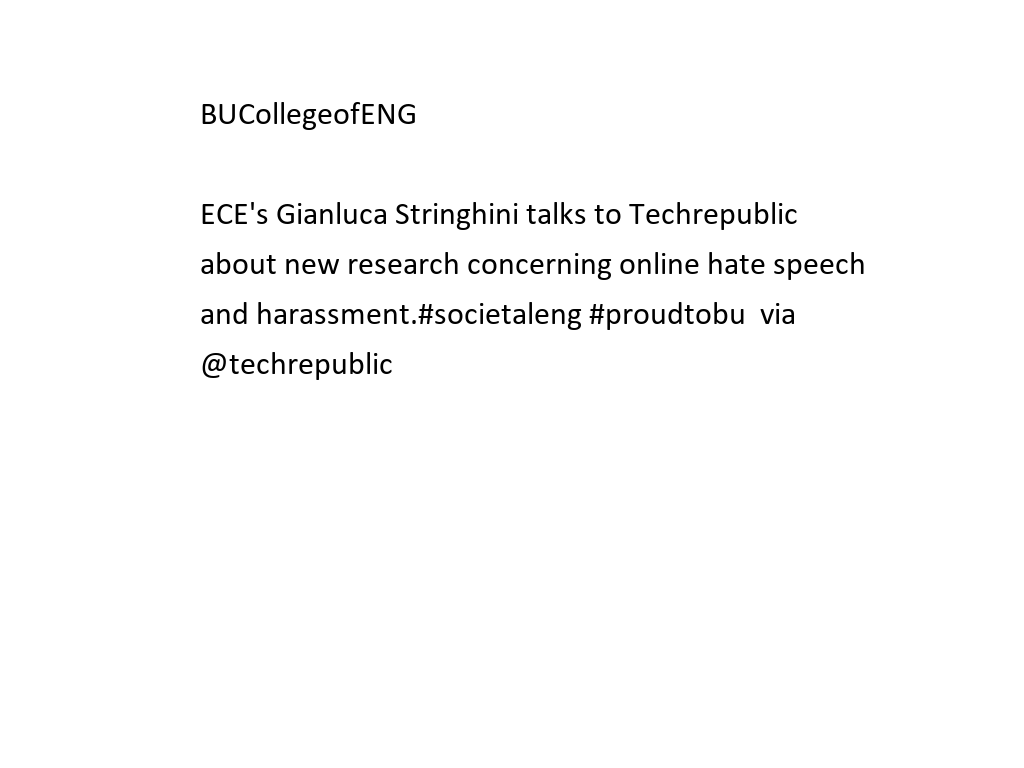 BUCollegeofENG
ECE's Gianluca Stringhini talks to Techrepublic
about new research concerning online hate speech
and harassment.#societaleng #proudtobu  via
@techrepublic